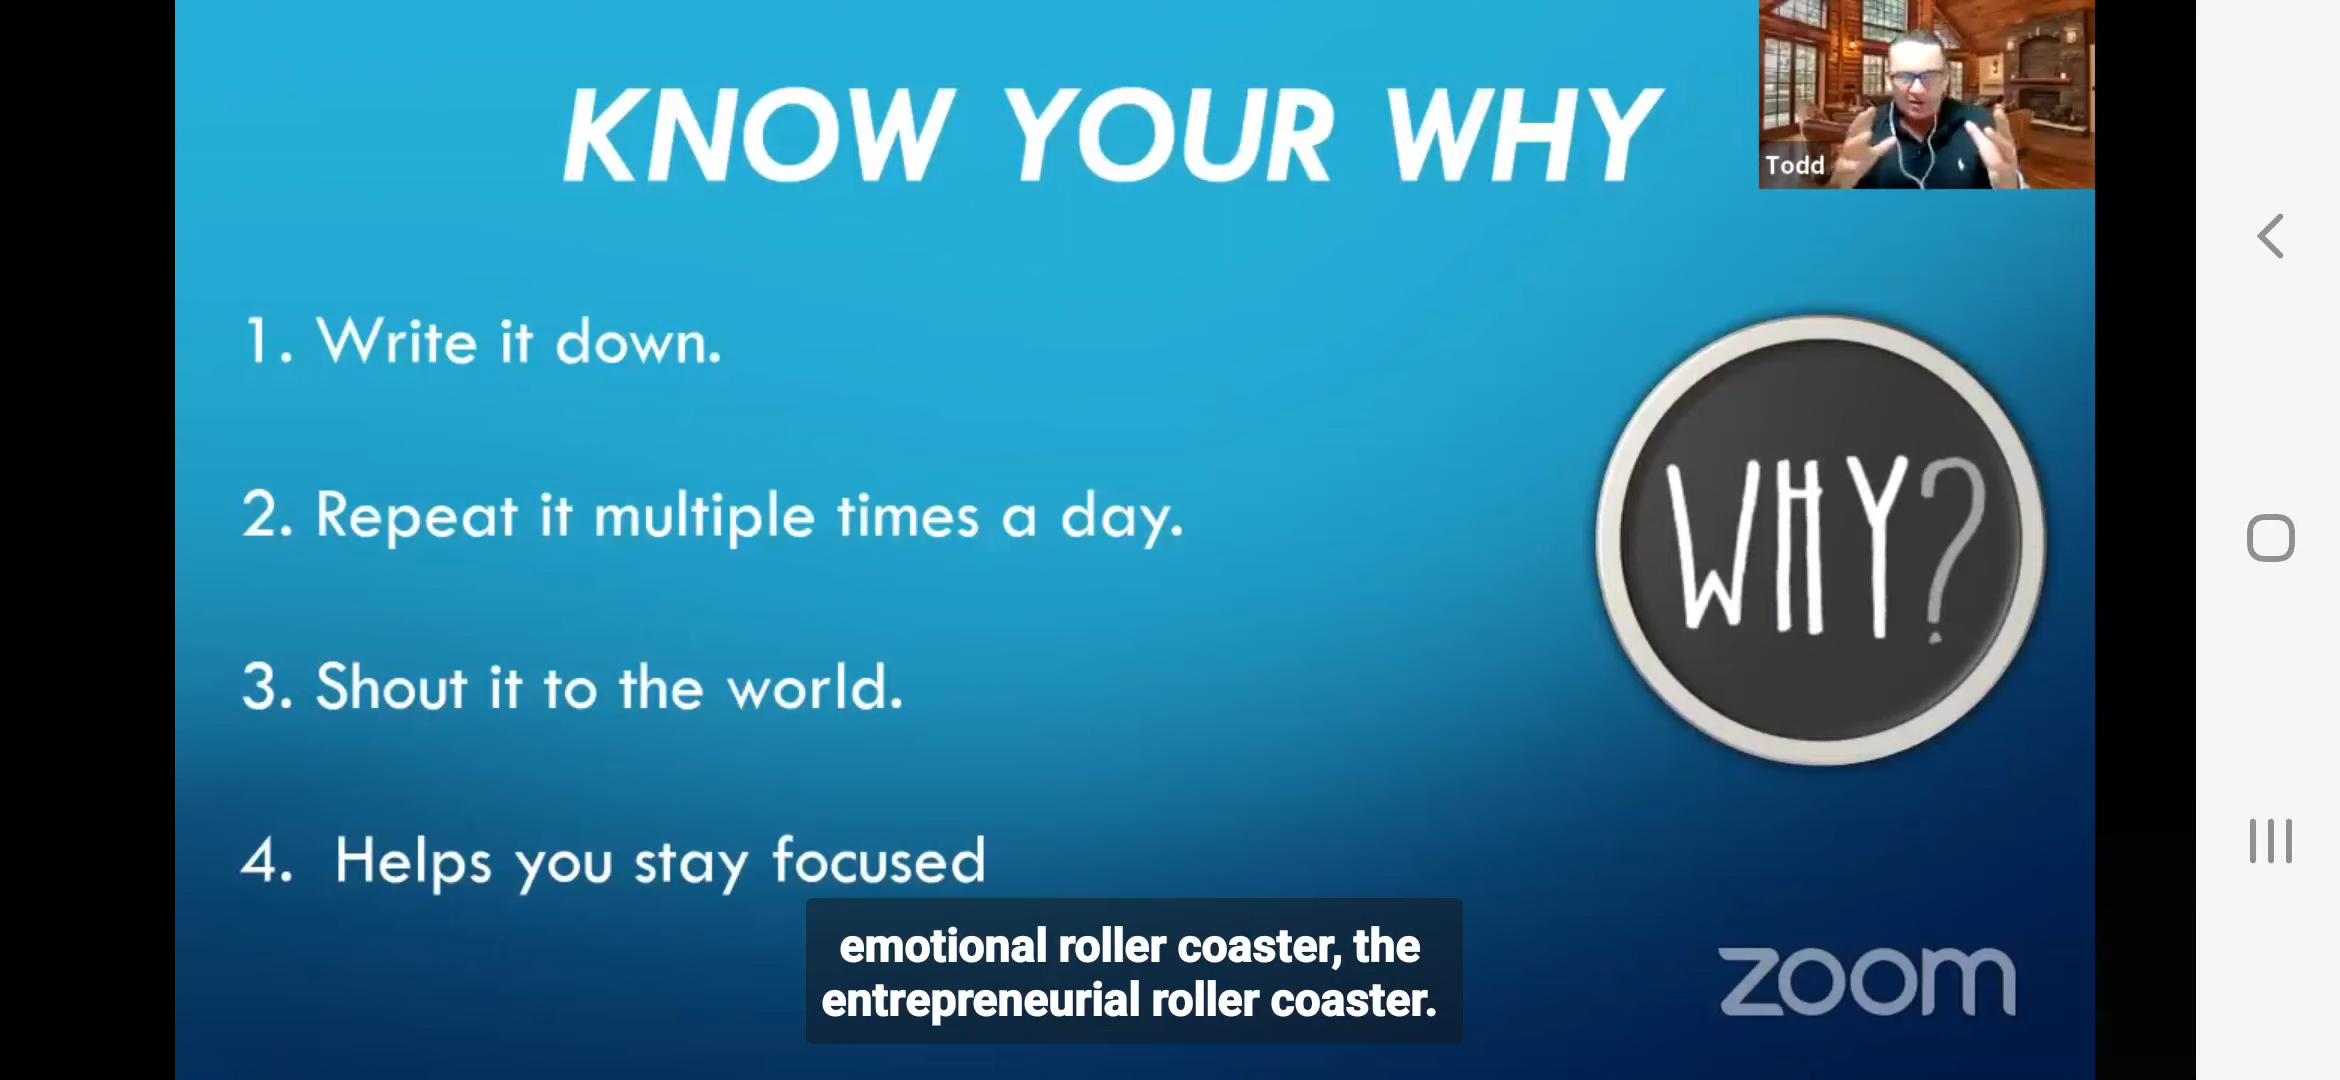 KNOW YOUR WHY
Todd
1. Write it down.
2. Repeat it multiple times a day.
3. Shout it to the world.
4. Helps you stay focused
WHY?
emotional roller coaster, the
entrepreneurial roller coaster.
zoom